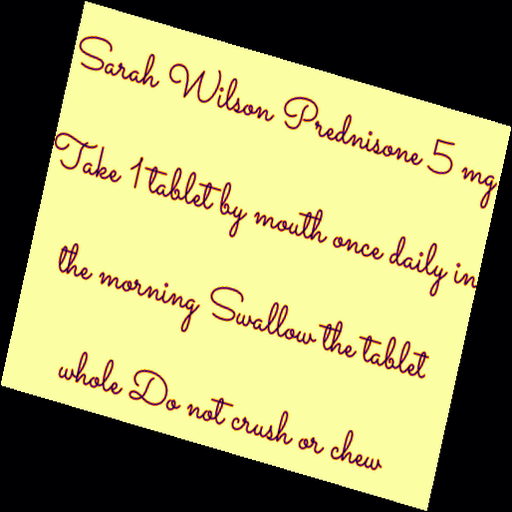 Sarah Wilson Prednisone 5 mg
Take 1 tablet by mouth once daily in
the morning Swallow the tablet
whole Do not crush or chew